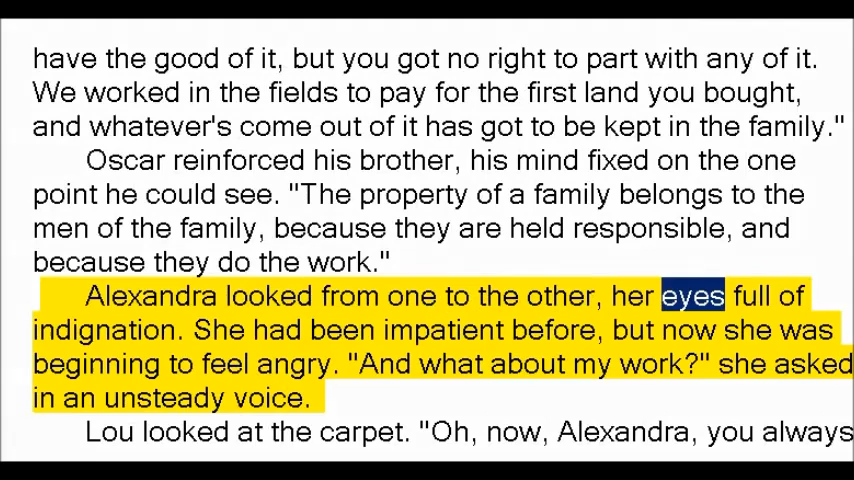 have the good of it, but you got no right to part with any of it.
We worked in the fields to pay for the first land you bought,
and whatever's come out of it has got to be kept in the family."
Oscar reinforced his brother, his mind fixed on the one
point he could see. "The property of a family belongs to the
men of the family, because they are held responsible, and
because they do the work."
Alexandra looked from one to the other, her eyes full of
indignation. She had been impatient before, but now she was
beginning to feel angry. "And what about my work?" she asked
in an unsteady voice.
Lou looked at the carpet. "Oh, now, Alexandra, you always